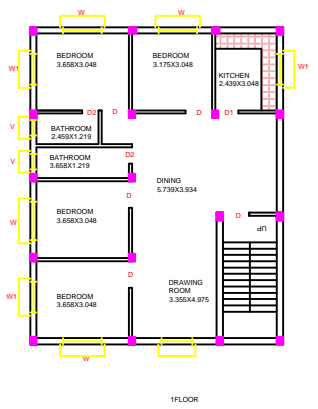 W
W
BEDROOM
3.658X3.048
BEDROOM
3.175X3.048
W1
W1
KITCHEN
2.439X3.048
D2
D
D
D1
V
BATHROOM
2.459X1.219
V
BATHROOM
3.658X1.219
D2
DINING
5.739X3.934
D
W
BEDROOM
3.658X3.048
D
UP
D
W1
BEDROOM
3.658X3.048
DRAWING
ROOM
3.355X4.975
W
1FLOOR